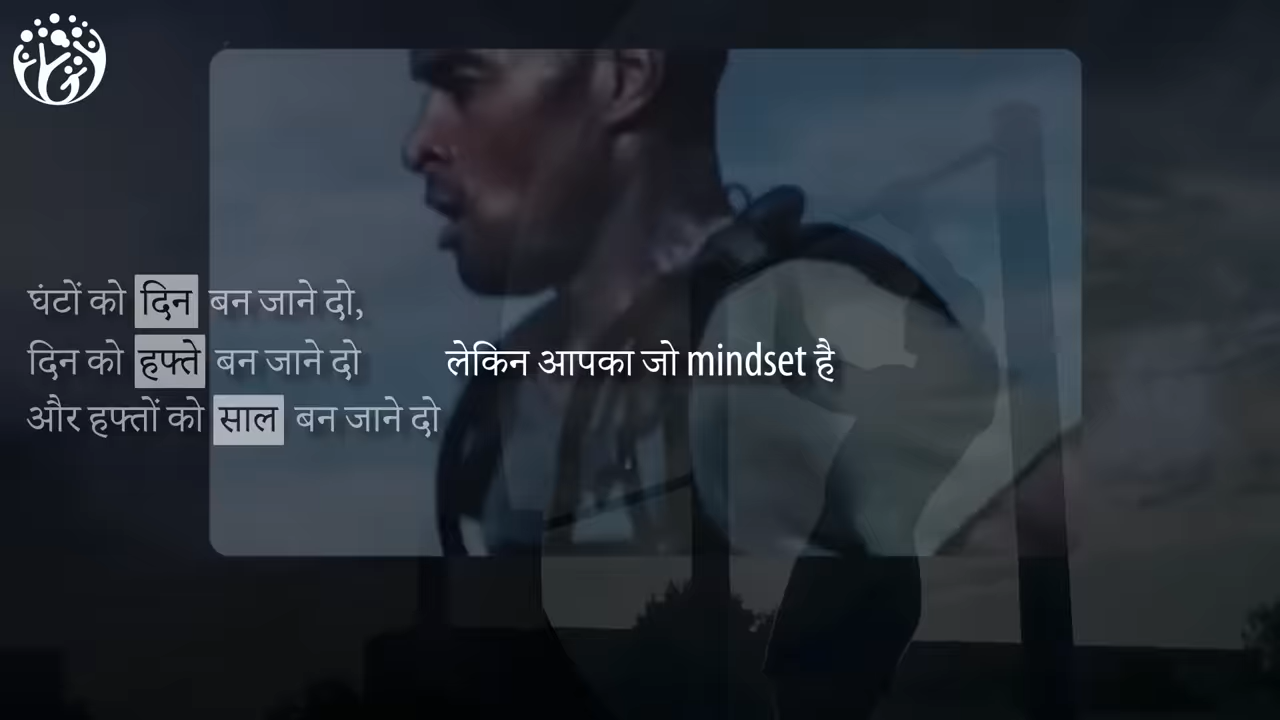 घंटों को दिन बन जाने दो,
दिन को हफ्ते बन जाने दो
और हफ्तों को साल बन जाने दो
लेकिन आपका जो mindset है